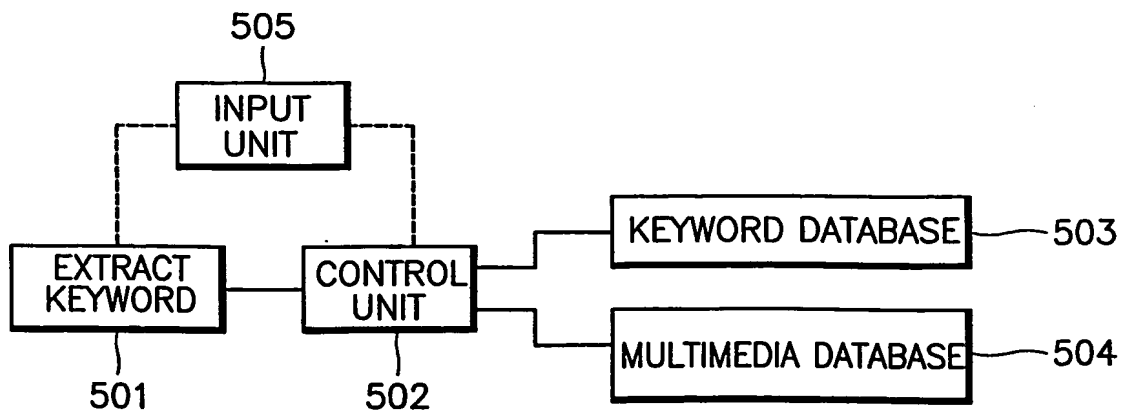 505
INPUT
UNIT
KEYWORD DATABASE
503
EXTRACT
KEYWORD
CONTROL
UNIT
MULTIMEDIA DATABASE
504
501
502